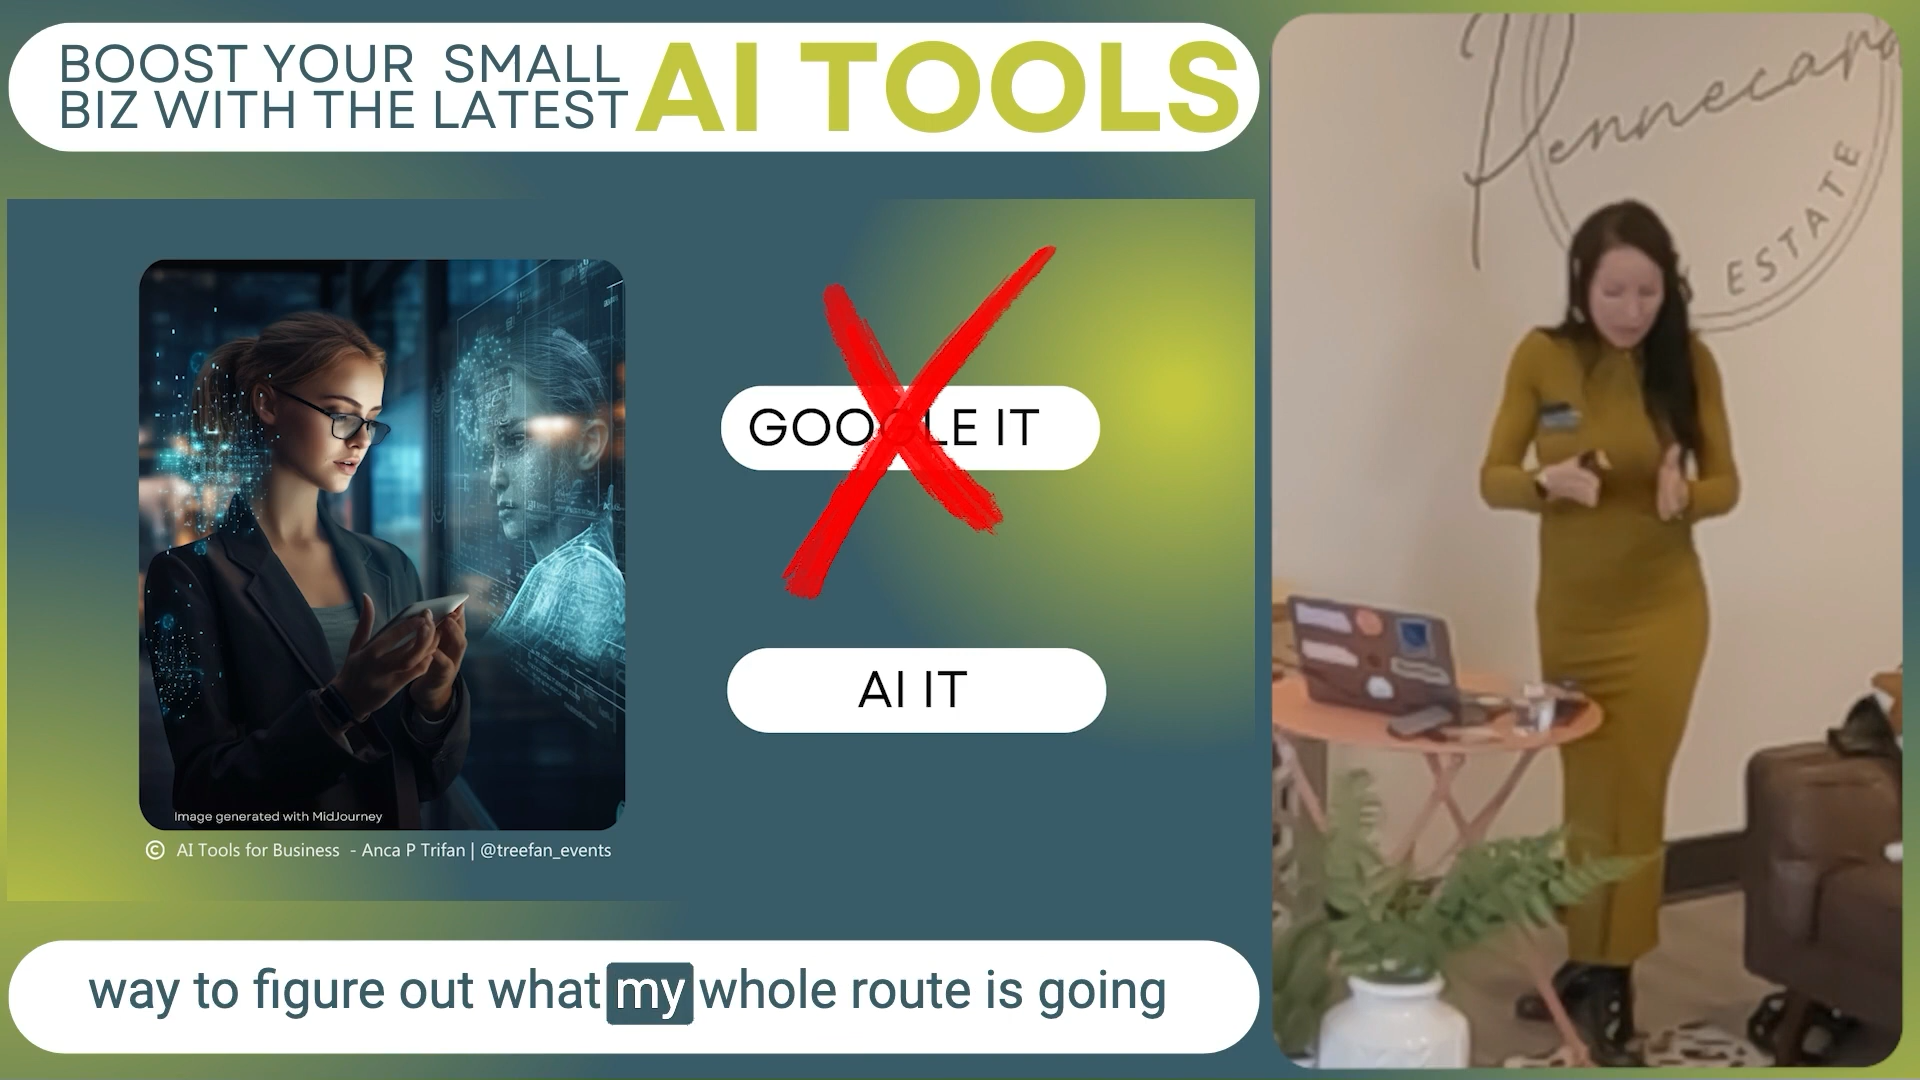 BOOST YOUR SMALL
BIZ WITH THE LATEST
AI TOOLS
GOOGLE IT
AI IT
Image generated with MidJourney
© AI Tools for Business - Anca P Trifan | @treefan_events
way to figure out what my whole route is going
Pennecard
ESTATE